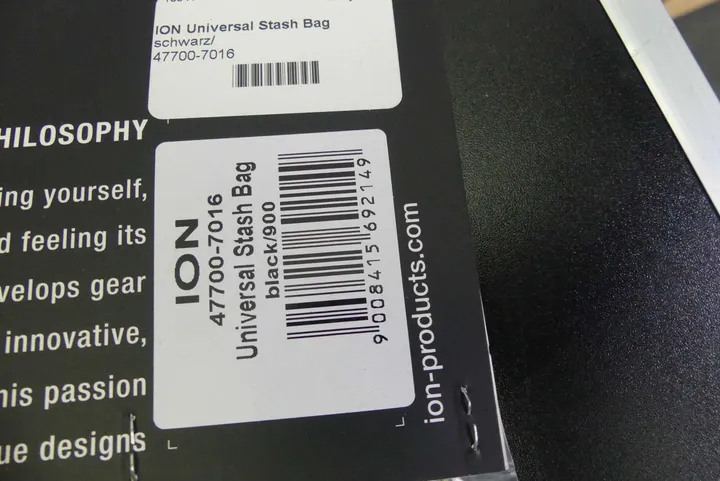 ION Universal Stash Bag
schwarz/
47700-7016
HILOSOPHY
ing yourself,
d feeling its
velops gear
innovative,
his passion
ue designs
ION
47700-7016
Universal Stash Bag
black/900
9 008415 692149
ion-products.com